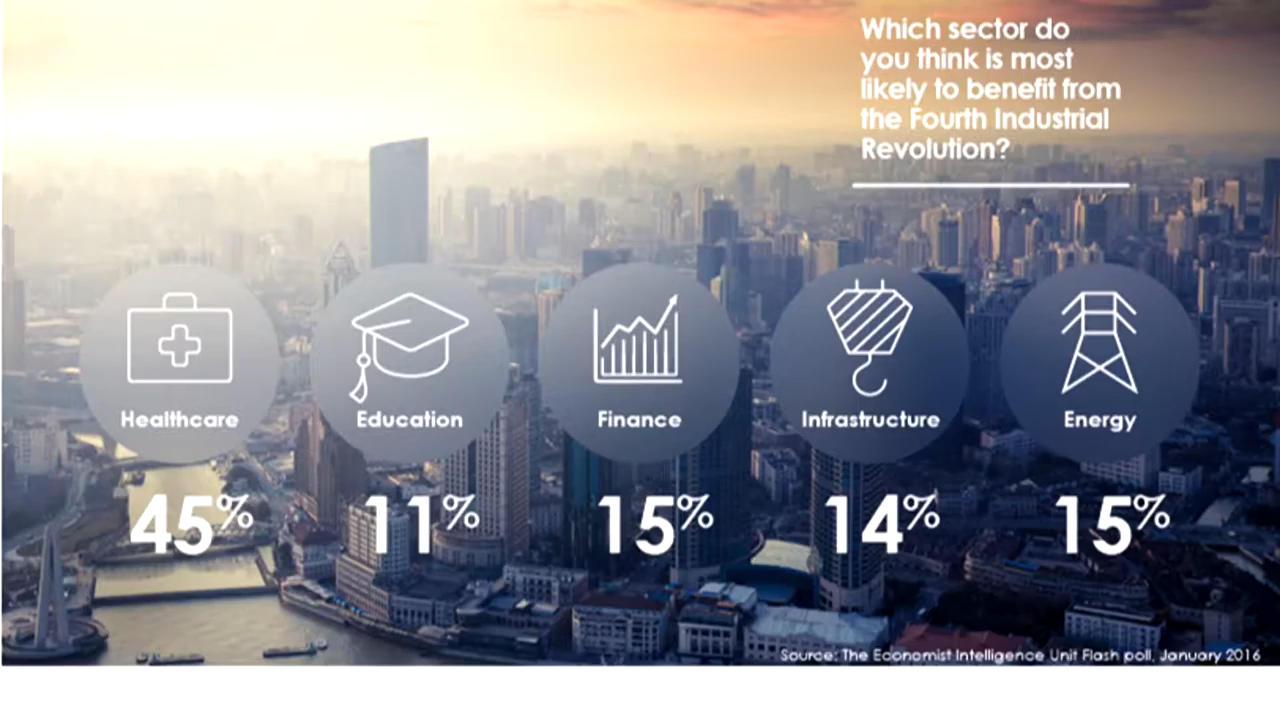 Which sector do
you think is most
likely to benefit from
the Fourth Industrial
Revolution?
Healthcare
Education
Finance
Infrastructure
Energy
45%
11%
15%
14%
15%
Source: The Economist Intelligence Unit Flash poll, January 2016